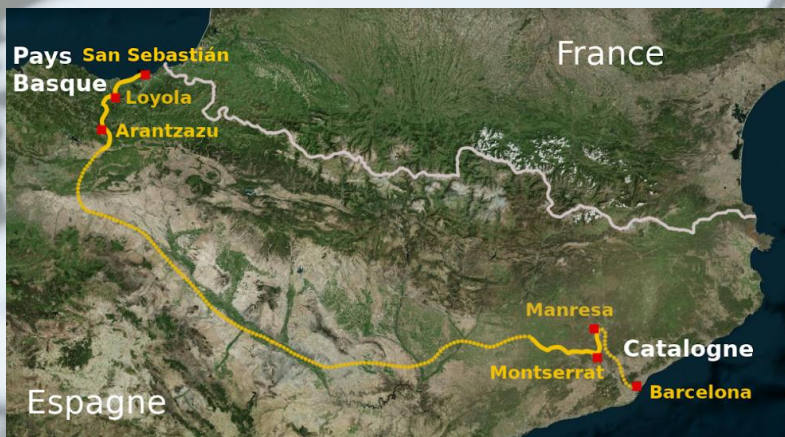 Pays
Basque
San Sebastián
France
Loyola
Arantzazu
Manresa
Catalogne
Montserrat
Barcelona
Espagne